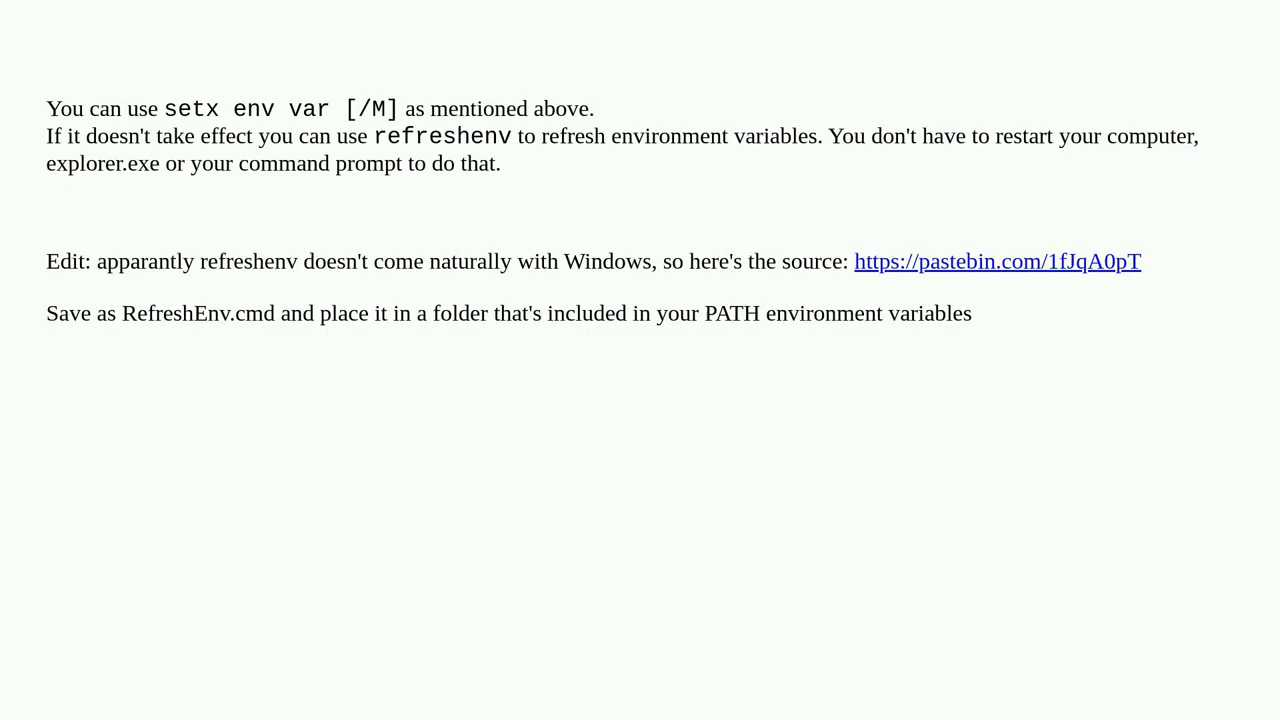 You can use setx env var [/M] as mentioned above.
If it doesn't take effect you can use refreshenv to refresh environment variables. You don't have to restart your computer,
explorer.exe or your command prompt to do that.
Edit: apparantly refreshenv doesn't come naturally with Windows, so here's the source: https://pastebin.com/1fJqA0pT
Save as RefreshEnv.cmd and place it in a folder that's included in your PATH environment variables